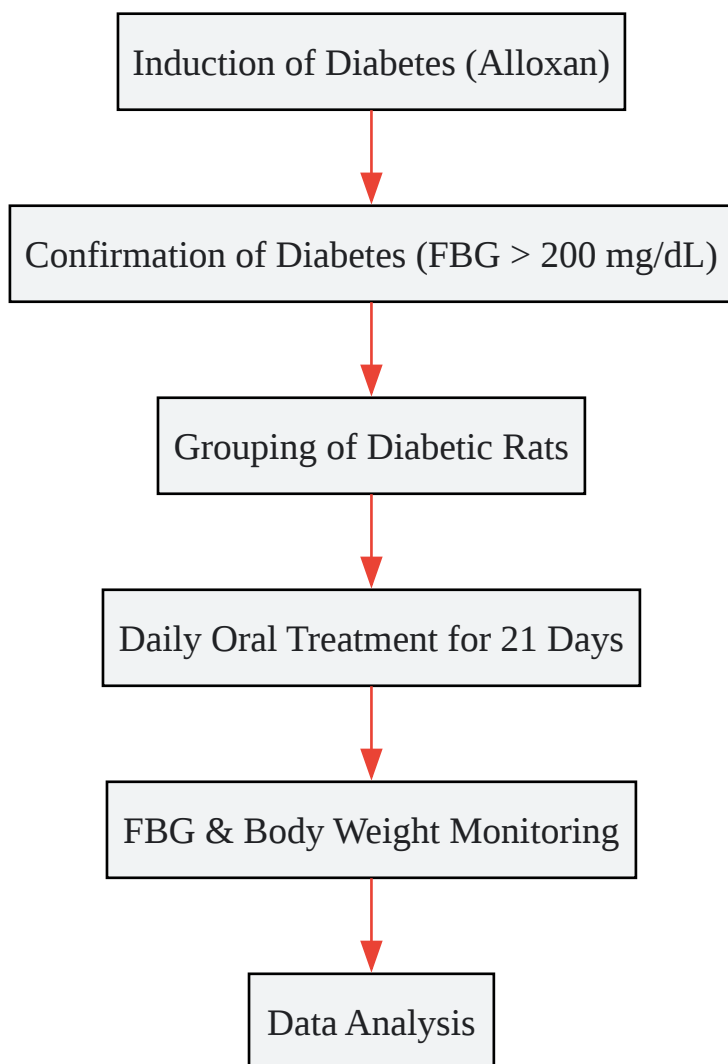 Induction of Diabetes (Alloxan)
Confirmation of Diabetes (FBG > 200 mg/dL)
Grouping of Diabetic Rats
Daily Oral Treatment for 21 Days
FBG & Body Weight Monitoring
Data Analysis